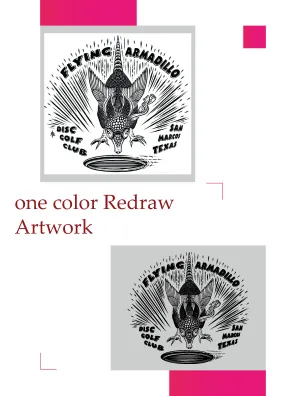 FLYING ARMADILLO
DISC
GOLF
CLUB
SAN
MARCOS
TEXAS
one color Redraw
Artwork
FLYING ARMADILLO
DISC
GOLF
CLUB
SAN
MARCOS
TEXAS